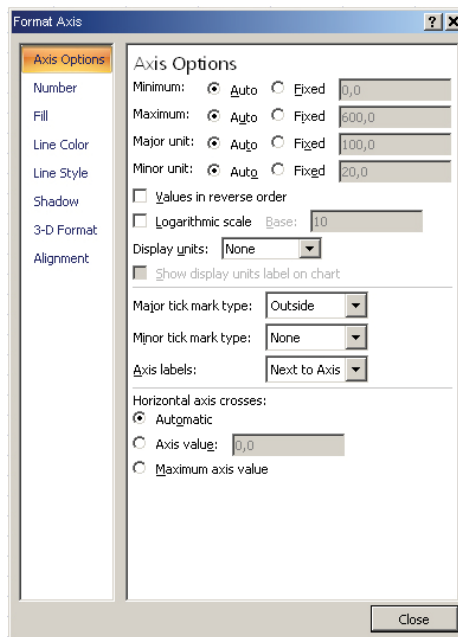 Format Axis
Axis Options
Number
Fill
Line Color
Line Style
Shadow
3-D Format
Alignment
Axis Options
Minimum: Auto Fixed 0,0
Maximum: Auto Fixed 600,0
Major unit: Auto Fixed 100,0
Minor unit: Auto Fixed 20,0
Values in reverse order
Logarithmic scale Base: 10
Display units: None
Show display units label on chart
Major tick mark type: Outside
Minor tick mark type: None
Axis labels: Next to Axis
Horizontal axis crosses:
Automatic
Axis value: 0,0
Maximum axis value
Close